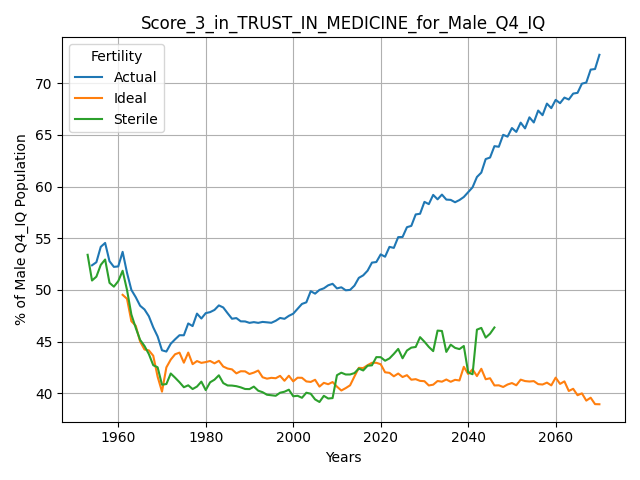 Score_3_in_TRUST_IN_MEDICINE_for_Male_Q4_IQ
Fertility
Actual
Ideal
Sterile
% of Male Q4_IQ Population
70
65
60
55
50
45
40
1960
1980
2000
2020
2040
2060
Years